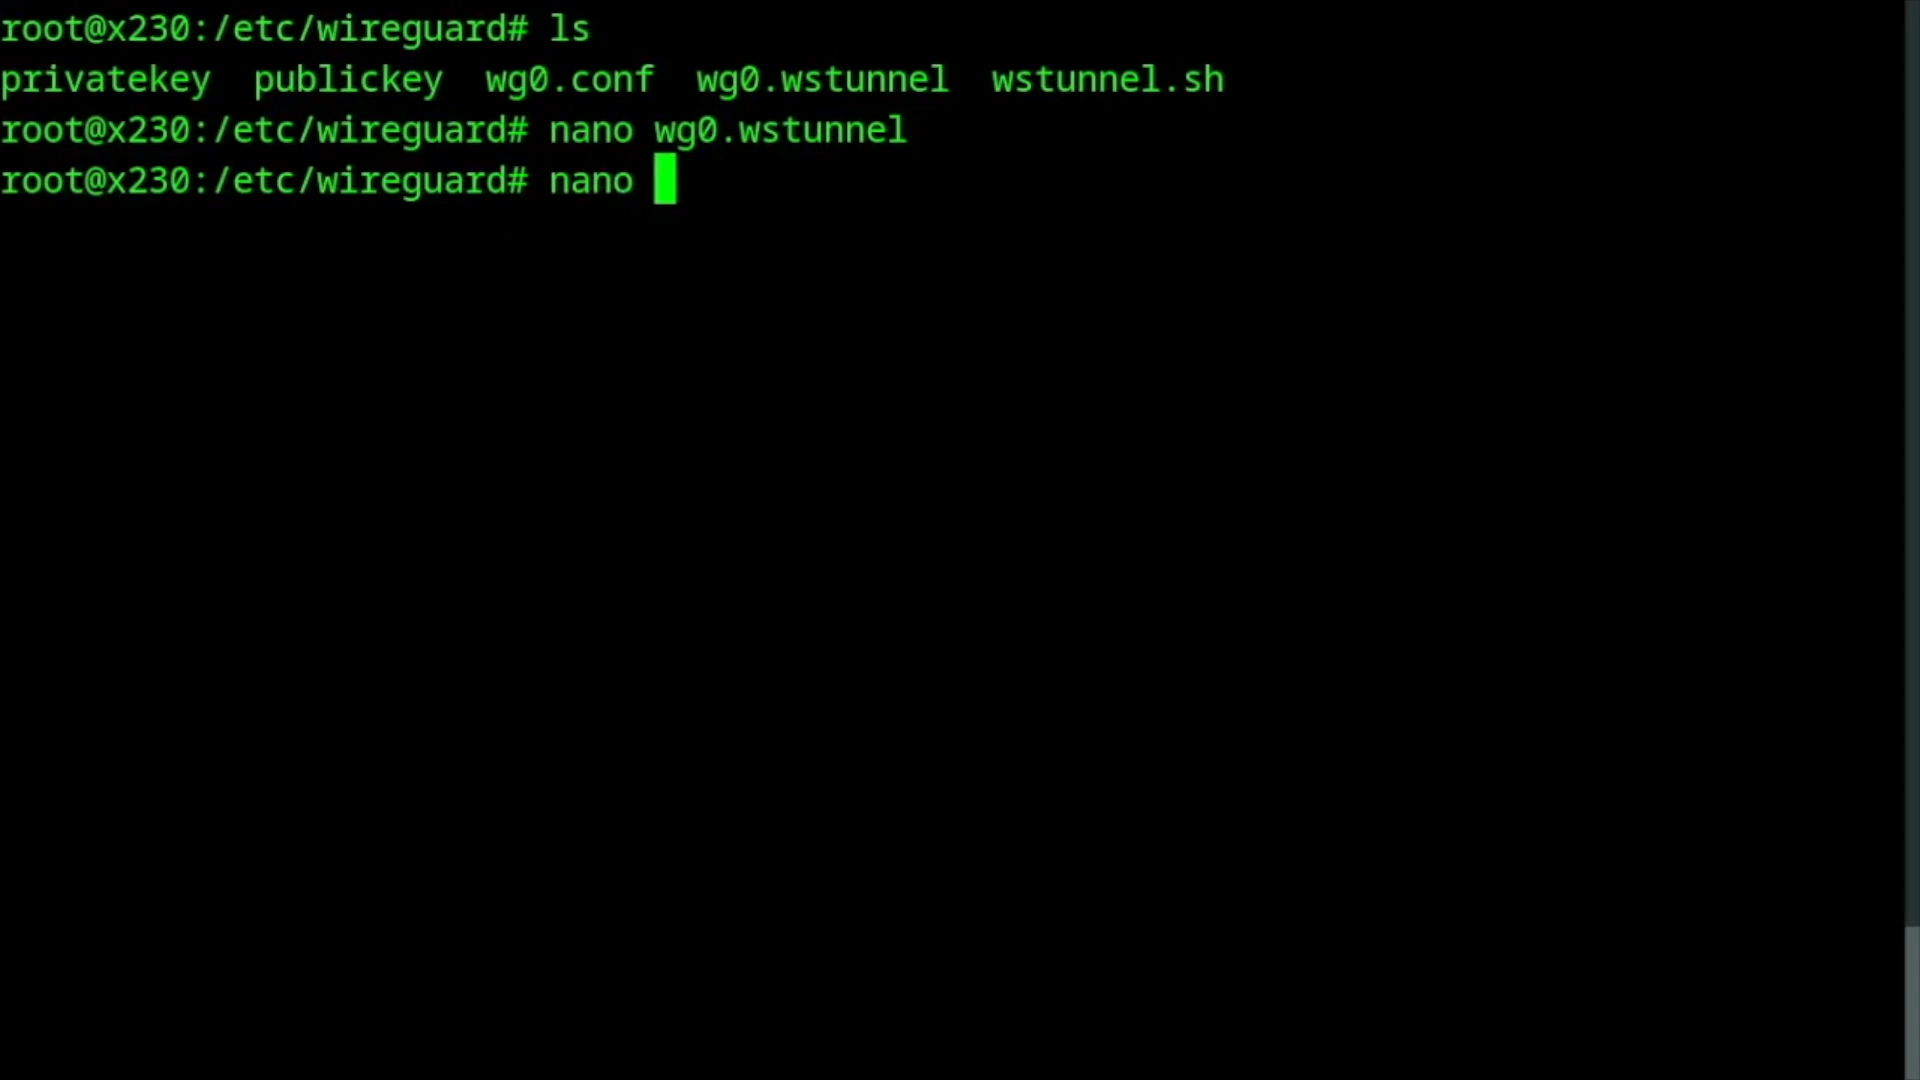 root@x230:/etc/wireguard# ls
privatekey  publickey  wg0.conf  wg0.wstunnel  wstunnel.sh
root@x230:/etc/wireguard# nano wg0.wstunnel
root@x230:/etc/wireguard# nano